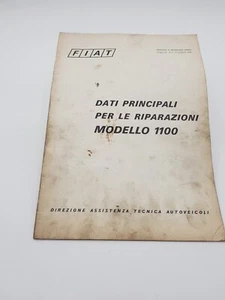 FIAT
DATI PRINCIPALI
PER LE RIPARAZIONI
MODELLO 1100
DIREZIONE ASSISTENZA TECNICA AUTOVEICOLI